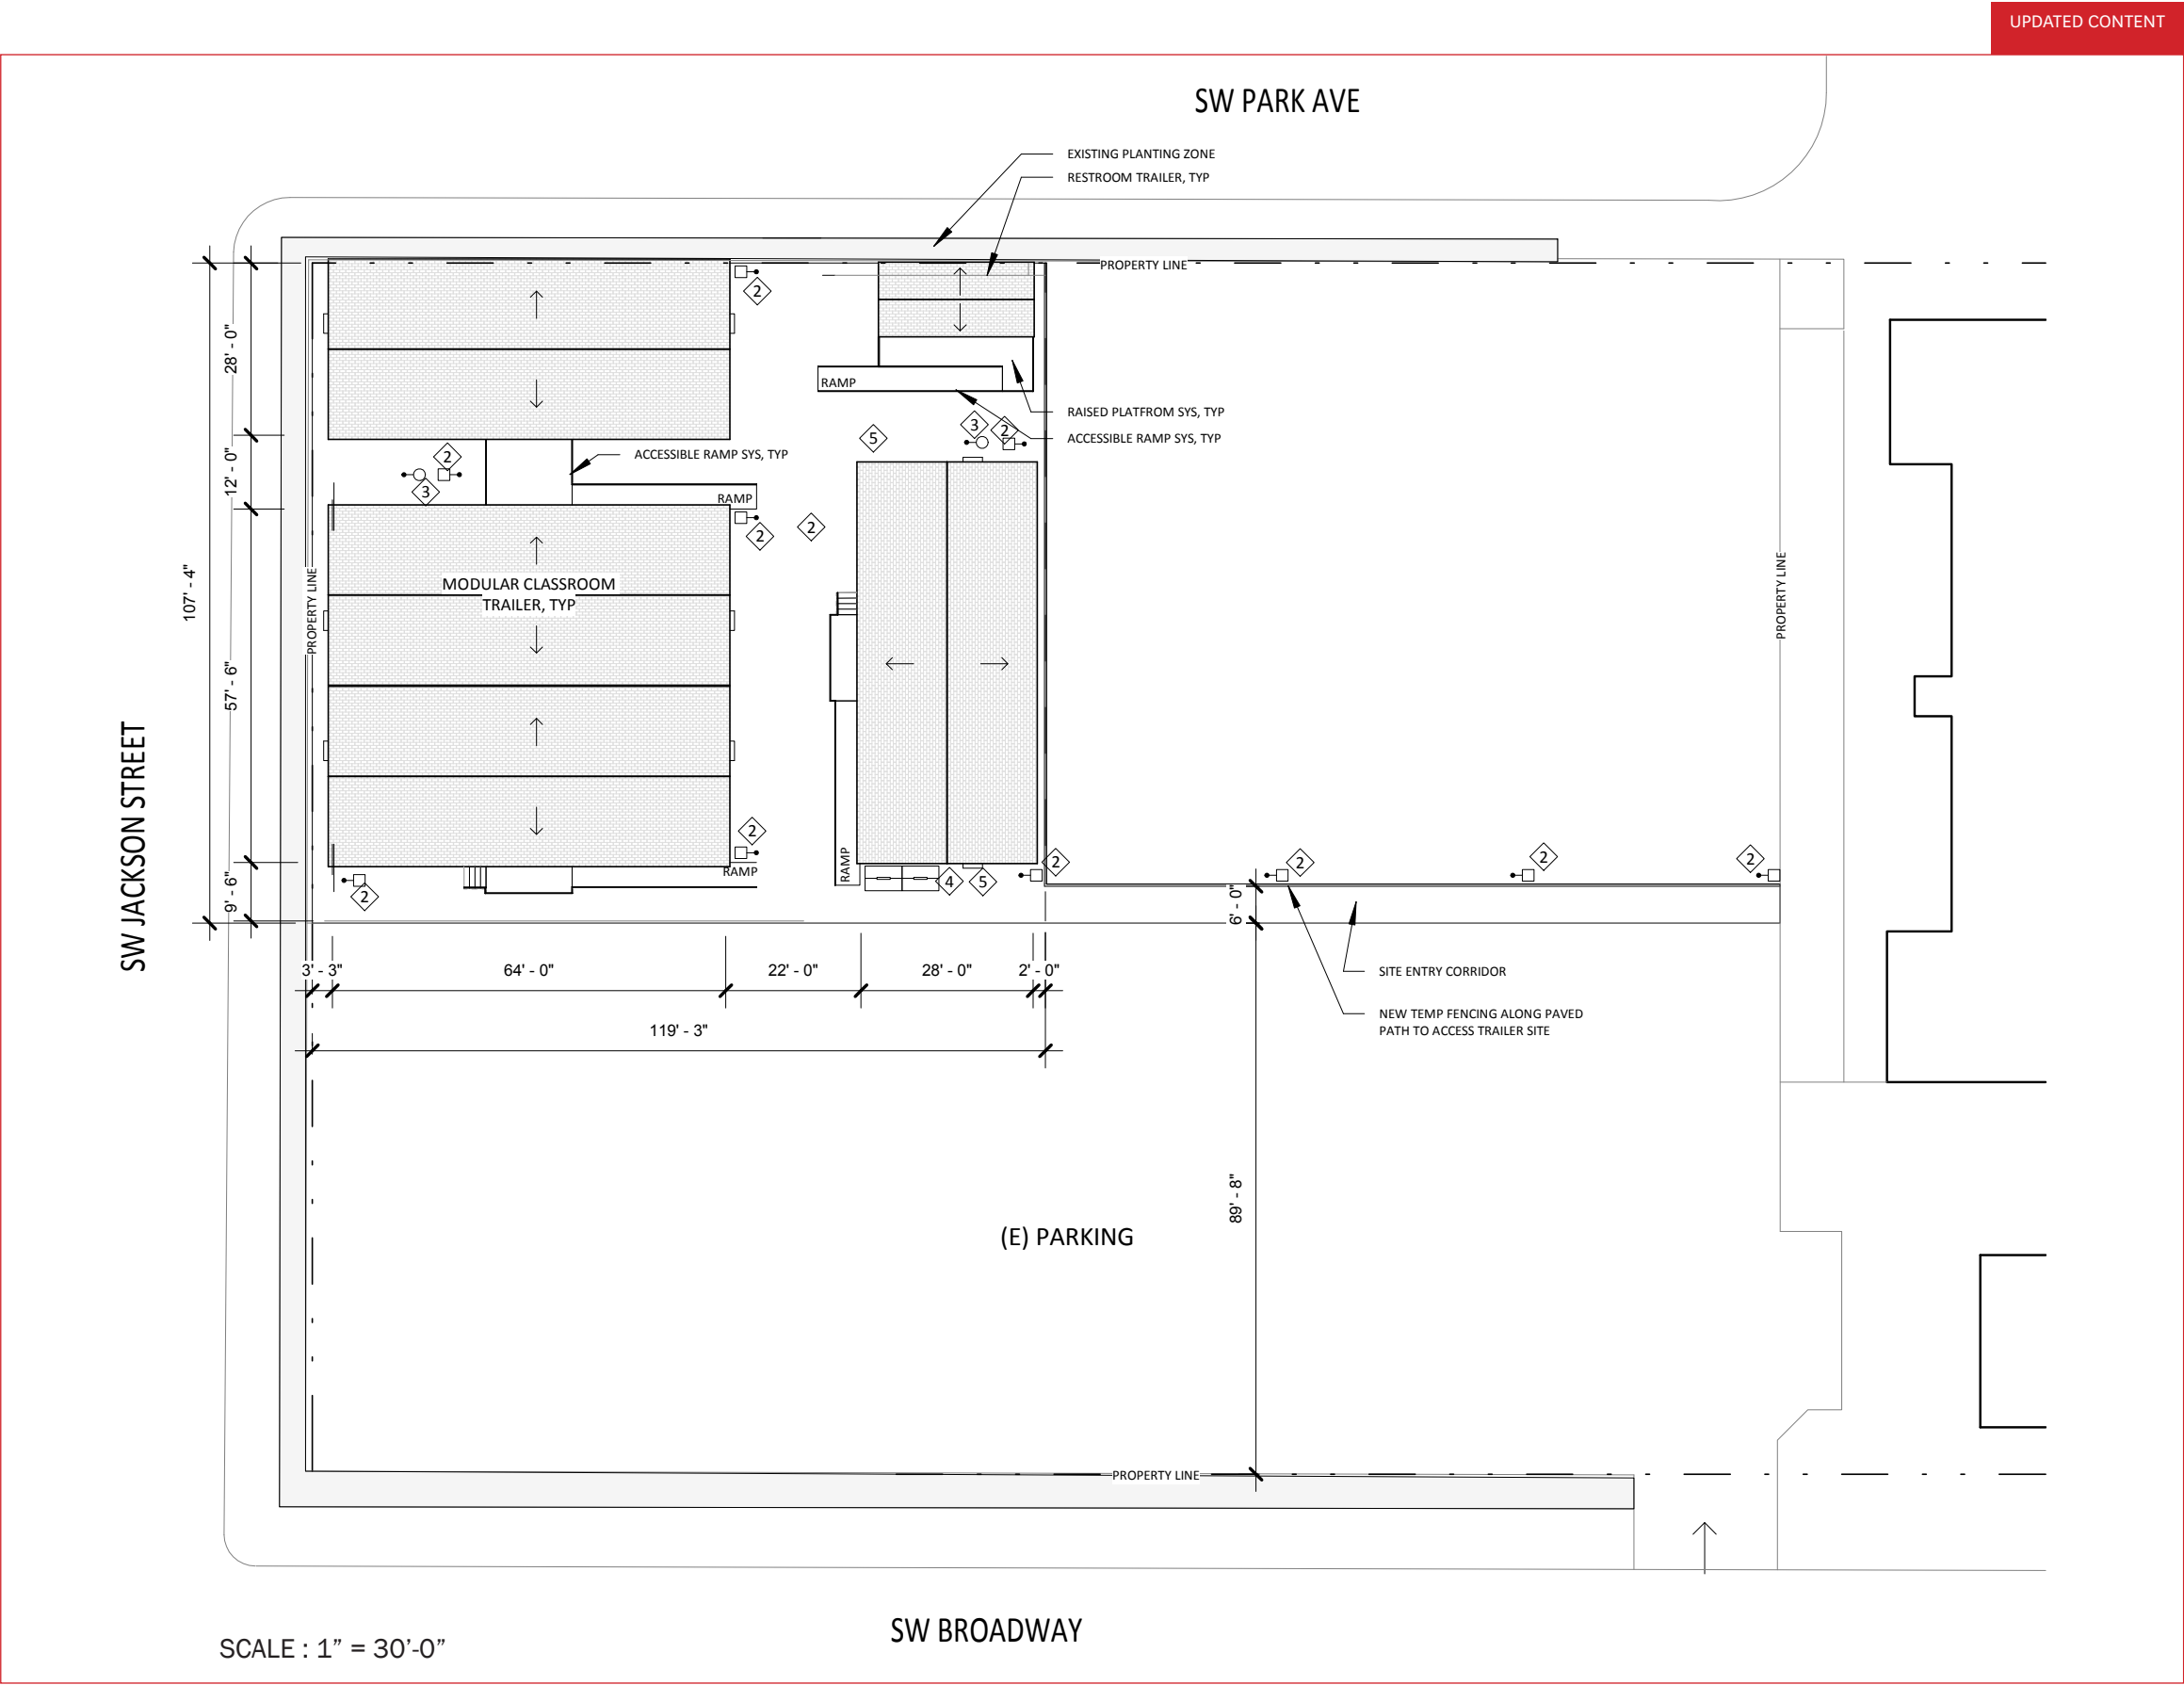 UPDATED CONTENT
SW PARK AVE
EXISTING PLANTING ZONE
RESTROOM TRAILER, TYP
PROPERTY LINE
2
28' - 0"
RAMP
RAISED PLATFROM SYS, TYP
ACCESSIBLE RAMP SYS, TYP
5
3
2
ACCESSIBLE RAMP SYS, TYP
2
3
12' - 0"
RAMP
2
2
107' - 4"
PROPERTY LINE
MODULAR CLASSROOM
TRAILER, TYP
PROPERTY LINE
57' - 6"
SW JACKSON STREET
2
RAMP
RAMP
2
9' - 6"
4
5
2
2
2
2
6' - 0"
3' - 3"
64' - 0"
22' - 0"
28' - 0"
2' - 0"
SITE ENTRY CORRIDOR
NEW TEMP FENCING ALONG PAVED
PATH TO ACCESS TRAILER SITE
119' - 3"
89' - 8"
(E) PARKING
PROPERTY LINE
SW BROADWAY
SCALE : 1” = 30’-0”